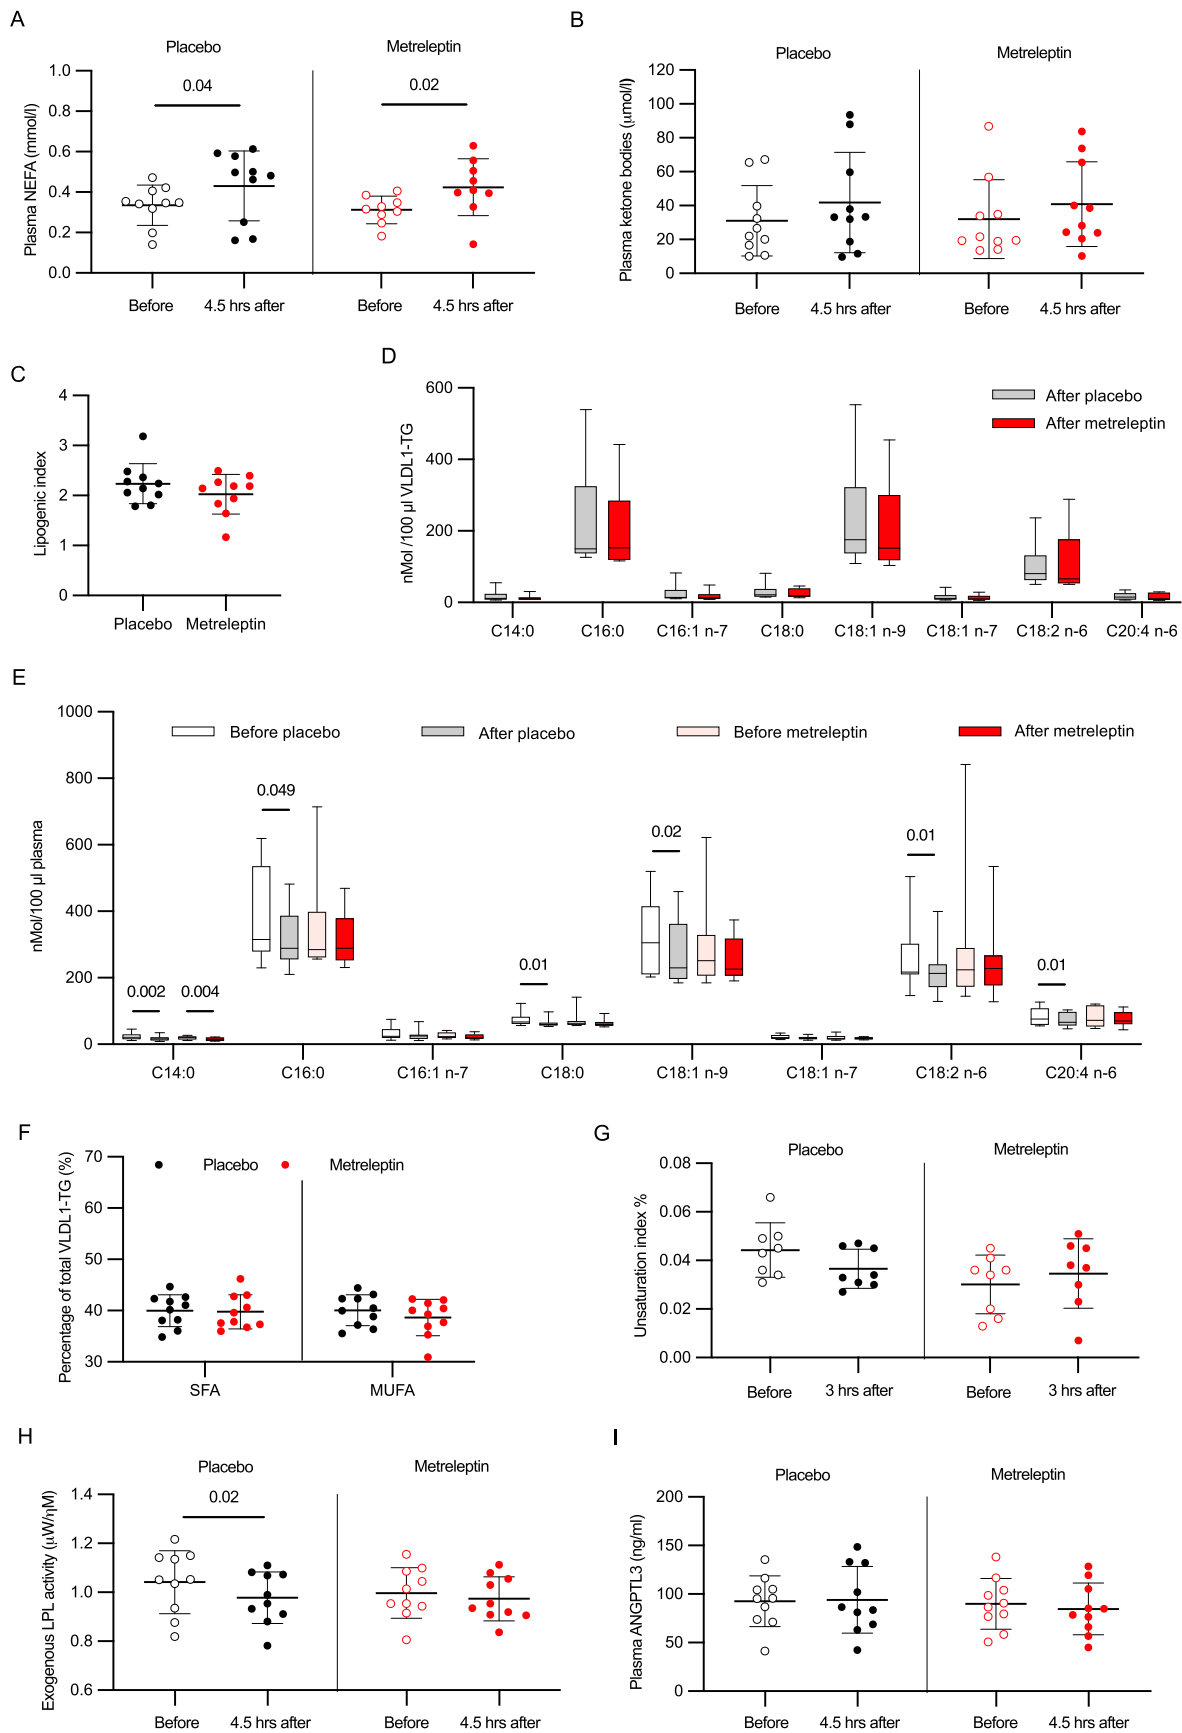 A
Placebo
Metreleptin
Plasma NEFA (mmol/l)
1.0
0.8
0.6
0.4
0.2
0.0
0.04
0.02
Before
4.5 hrs after
Before
4.5 hrs after
B
Placebo
Metreleptin
Plasma ketone bodies (μmol/l)
120
100
80
60
40
20
0
Before
4.5 hrs after
Before
4.5 hrs after
C
Lipogenic index
4
3
2
1
0
Placebo
Metreleptin
D
nMol/100 μl VLDL1-TG
600
400
200
0
After placebo
After metreleptin
C14:0
C16:0
C16:1 n-7
C18:0
C18:1 n-9
C18:1 n-7
C18:2 n-6
C20:4 n-6
E
nMol/100 μl plasma
1000
800
600
400
200
0
Before placebo
After placebo
Before metreleptin
After metreleptin
0.002
0.004
0.049
0.01
0.02
0.01
0.01
C14:0
C16:0
C16:1 n-7
C18:0
C18:1 n-9
C18:1 n-7
C18:2 n-6
C20:4 n-6
F
Percentage of total VLDL1-TG (%)
70
60
50
40
30
Placebo
Metreleptin
SFA
MUFA
G
Placebo
Metreleptin
Unsaturation index %
0.08
0.06
0.04
0.02
0.00
Before
3 hrs after
Before
3 hrs after
H
Placebo
Metreleptin
Exogenous LPL activity (μW/ηM)
1.4
1.2
1.0
0.8
0.6
0.02
Before
4.5 hrs after
Before
4.5 hrs after
I
Placebo
Metreleptin
Plasma ANGPTL3 (ng/ml)
200
150
100
50
0
Before
4.5 hrs after
Before
4.5 hrs after